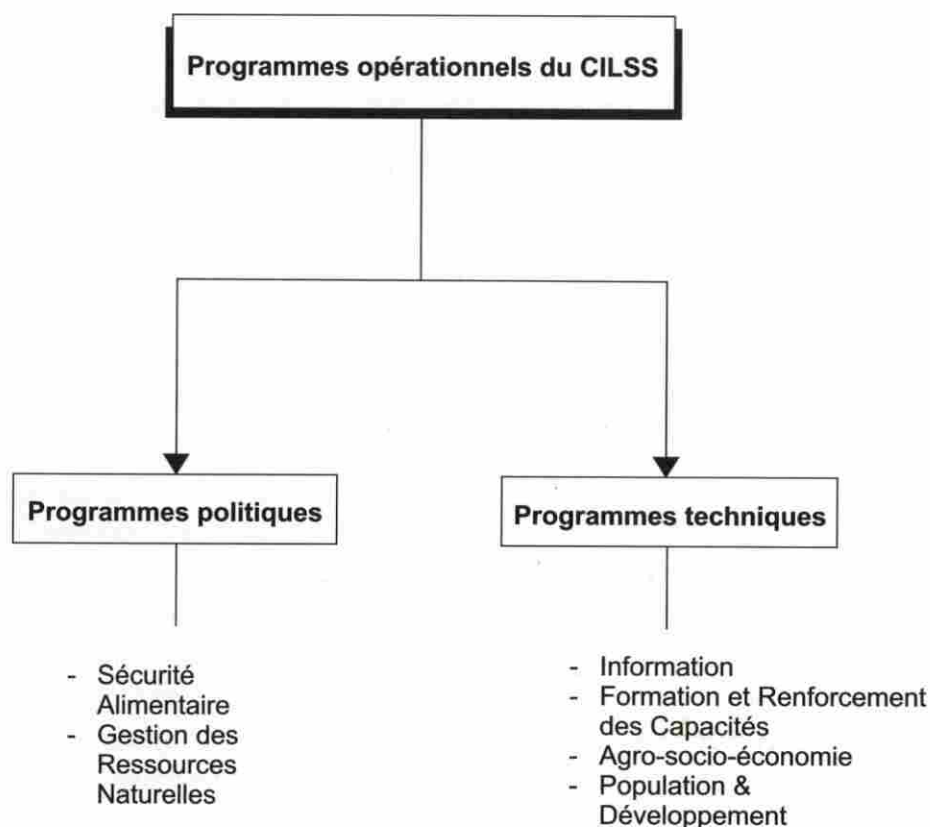 Programmes opérationnels du CILSS
Programmes politiques
- Sécurité
Alimentaire
- Gestion des
Ressources
Naturelles
Programmes techniques
- Information
- Formation et Renforcement
des Capacités
- Agro-socio-économie
- Population &
Développement